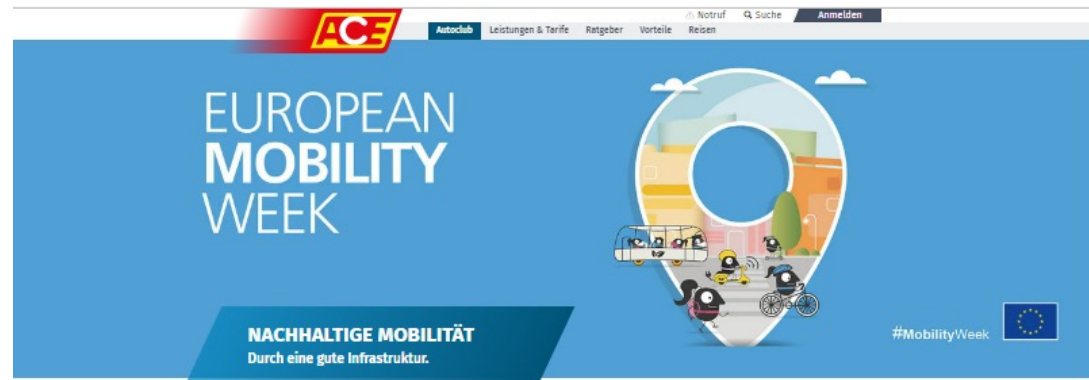 ACE
Notruf Suche Anmelden
Autoclub Leistungen & Tarife Ratgeber Vorteile Reisen
EUROPEAN
MOBILITY
WEEK
NACHHALTIGE MOBILITÄT
Durch eine gute Infrastruktur.
#MobilityWeek